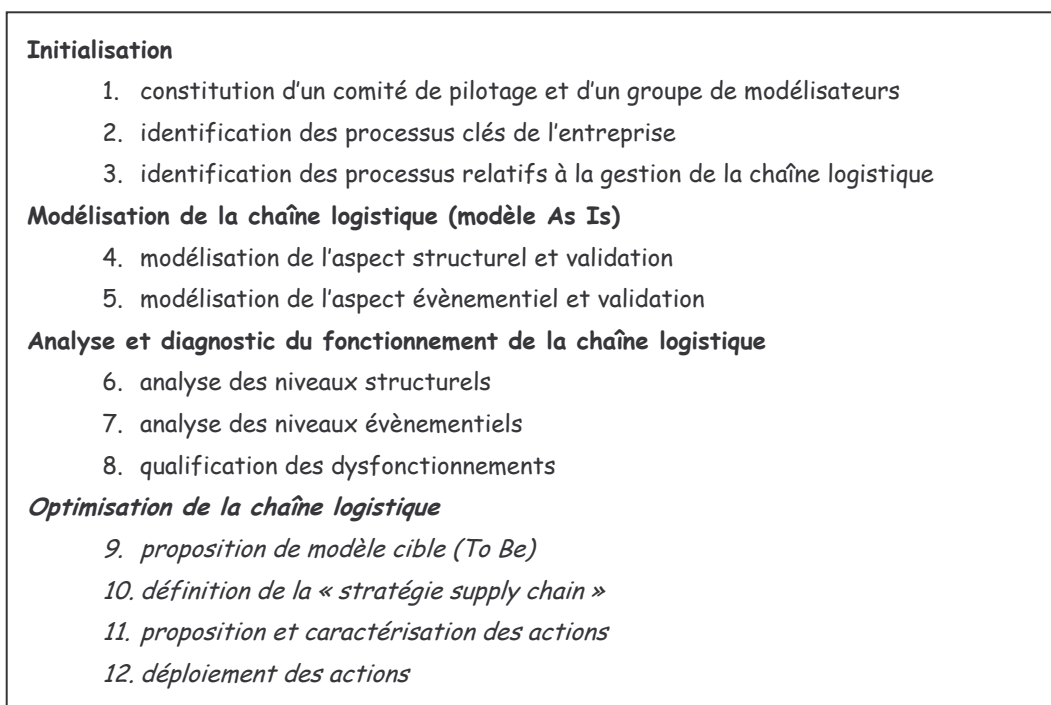 Initialisation
1. constitution d'un comité de pilotage et d'un groupe de modélisateurs
2. identification des processus clés de l'entreprise
3. identification des processus relatifs à la gestion de la chaîne logistique
Modélisation de la chaîne logistique (modèle As Is)
4. modélisation de l'aspect structurel et validation
5. modélisation de l'aspect évènementiel et validation
Analyse et diagnostic du fonctionnement de la chaîne logistique
6. analyse des niveaux structurels
7. analyse des niveaux évènementiels
8. qualification des dysfonctionnements
Optimisation de la chaîne logistique
9. proposition de modèle cible (To Be)
10. définition de la « stratégie supply chain »
11. proposition et caractérisation des actions
12. déploiement des actions